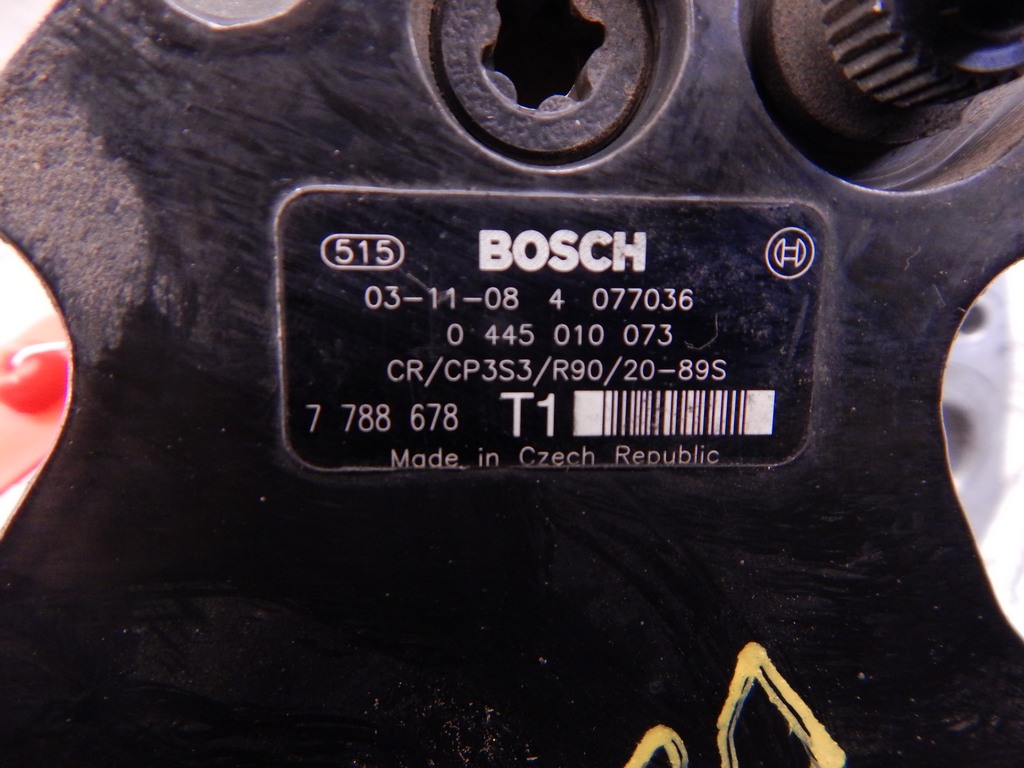 515 BOSCH
03-11-08 4 077036
0 445 010 073
CR/CP3S3/R90/20-89S
7 788 678 T1
Made in Czech Republic